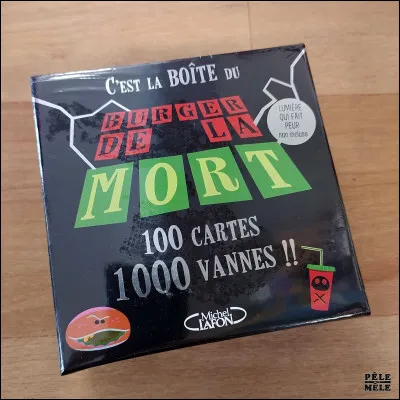 C'EST LA BOÎTE DU
BURGER
DE LA
MORT
LUMIÈRE
QUI FAIT
PEUR
non incluse
100 CARTES
1000 VANNES !!
Michel
LAFON
PÊLE
MÊLE